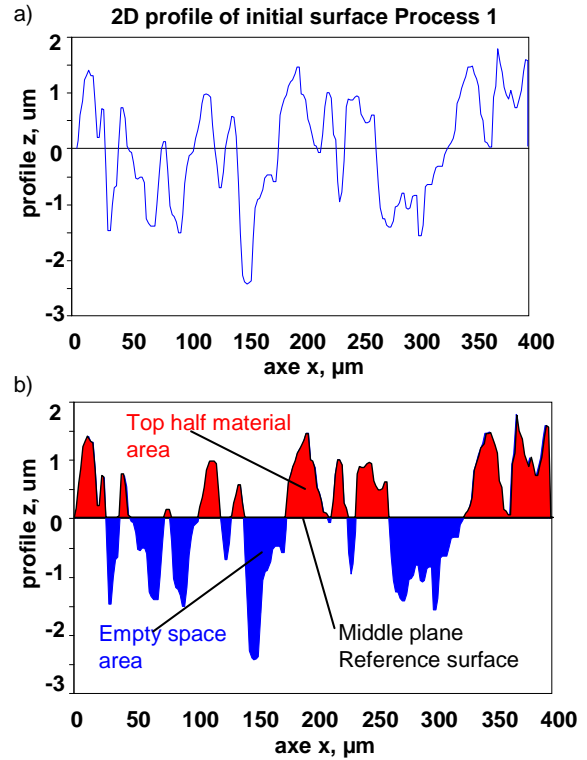 a)
2D profile of initial surface Process 1
profile z, um
2
1
0
-1
-2
-3
0 50 100 150 200 250 300 350 400
axe x, µm
b)
profile z, um
2
1
0
-1
-2
-3
Top half material
area
Empty space
area
Middle plane
Reference surface
0 50 100 150 200 250 300 350 400
axe x, µm